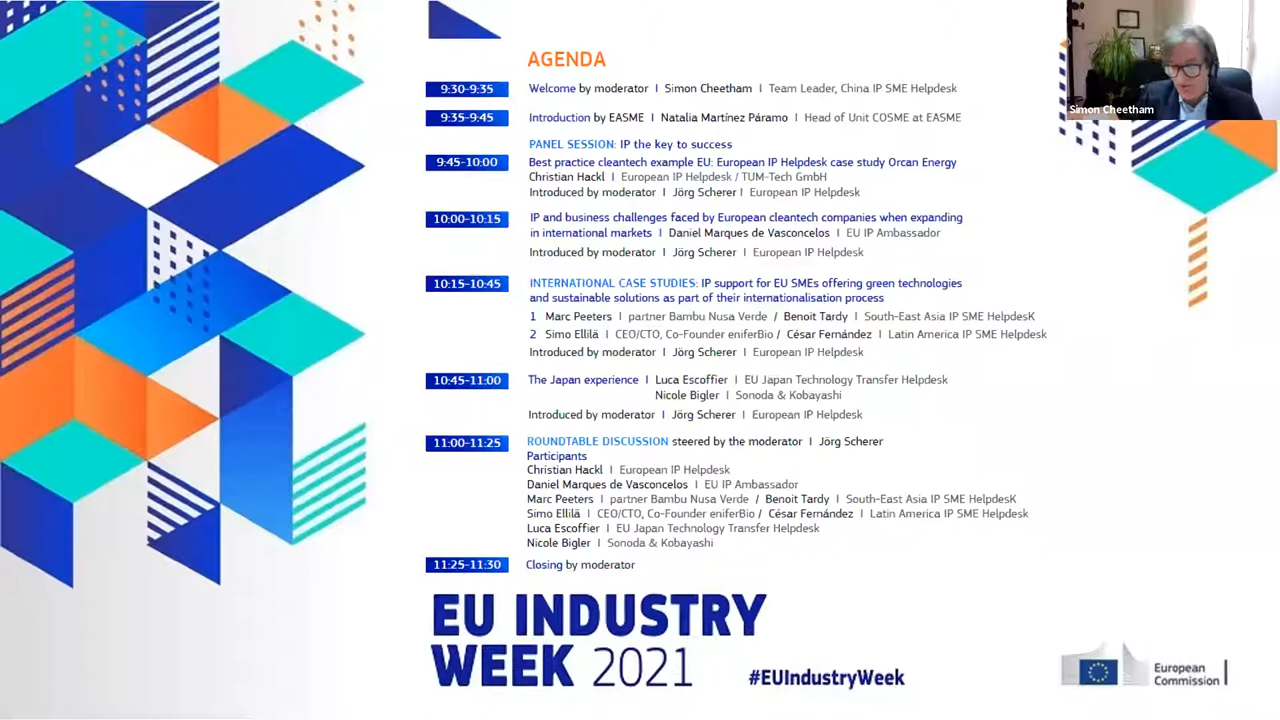 AGENDA
9:30-9:35 Welcome by moderator I Simon Cheetham I Team Leader, China IP SME Helpdesk
9:35-9:45 Introduction by EASME I Natalia Martínez Páramo I Head of Unit COSME at EASME
PANEL SESSION: IP the key to success
9:45-10:00 Best practice cleantech example EU: European IP Helpdesk case study Orcan Energy
Christian Hackl I European IP Helpdesk / TUM-Tech GmbH
Introduced by moderator I Jörg Scherer I European IP Helpdesk
10:00-10:15 IP and business challenges faced by European cleantech companies when expanding
in international markets I Daniel Marques de Vasconcelos I EU IP Ambassador
Introduced by moderator I Jörg Scherer I European IP Helpdesk
10:15-10:45 INTERNATIONAL CASE STUDIES: IP support for EU SMEs offering green technologies
and sustainable solutions as part of their internationalisation process
1 Marc Peeters I partner Bambu Nusa Verde / Benoit Tardy I South-East Asia IP SME HelpdesK
2 Simo Ellilä I CEO/CTO, Co-Founder eniferBio / César Fernández I Latin America IP SME Helpdesk
Introduced by moderator I Jörg Scherer I European IP Helpdesk
10:45-11:00 The Japan experience I Luca Escoffier I EU Japan Technology Transfer Helpdesk
Nicole Bigler I Sonoda & Kobayashi
Introduced by moderator I Jörg Scherer I European IP Helpdesk
11:00-11:25 ROUNDTABLE DISCUSSION steered by the moderator I Jörg Scherer
Participants
Christian Hackl I European IP Helpdesk
Daniel Marques de Vasconcelos I EU IP Ambassador
Marc Peeters I partner Bambu Nusa Verde / Benoit Tardy I South-East Asia IP SME HelpdesK
Simo Ellilä I CEO/CTO, Co-Founder eniferBio / César Fernández I Latin America IP SME Helpdesk
Luca Escoffier I EU Japan Technology Transfer Helpdesk
Nicole Bigler I Sonoda & Kobayashi
11:25-11:30 Closing by moderator
EU INDUSTRY
WEEK 2021
#EUIndustryWeek
European
Commission
Simon Cheetham